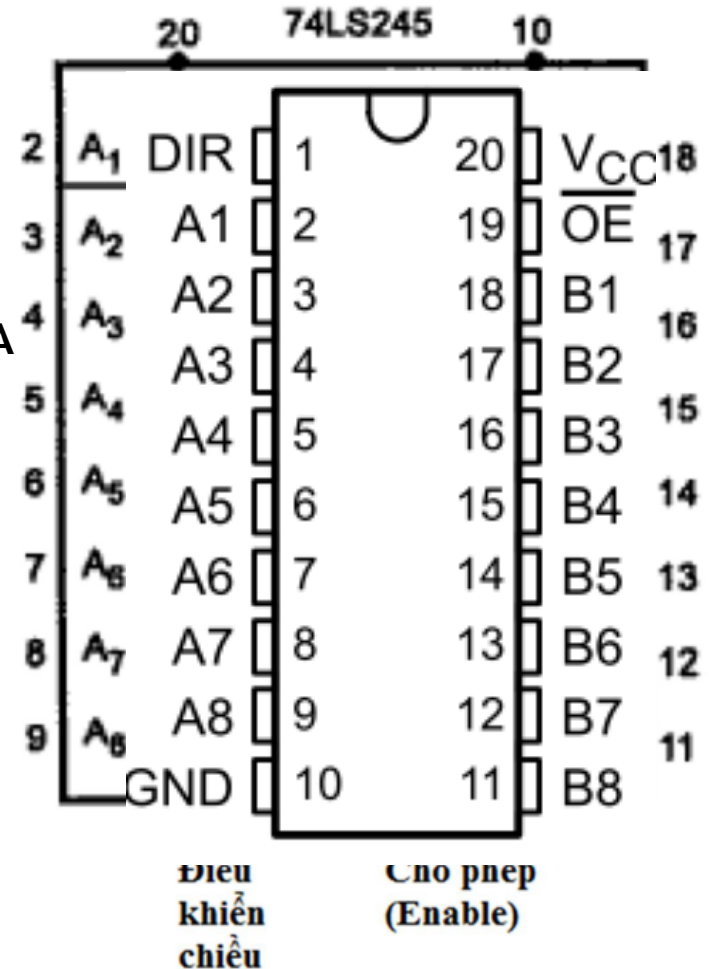 20 74LS245 10
2 A1 DIR 1 20 VCC 18
3 A2 A1 2 19 OE 17
4 A3 A2 3 18 B1 16
A
A3 4 17 B2
5 A4 A4 5 16 B3 15
6 A5 A5 6 15 B4 14
7 A6 A6 7 14 B5 13
8 A7 A7 8 13 B6 12
9 A8 A8 9 12 B7 11
GND 10 11 B8
Điều Cho phép
khiển (Enable)
chiều